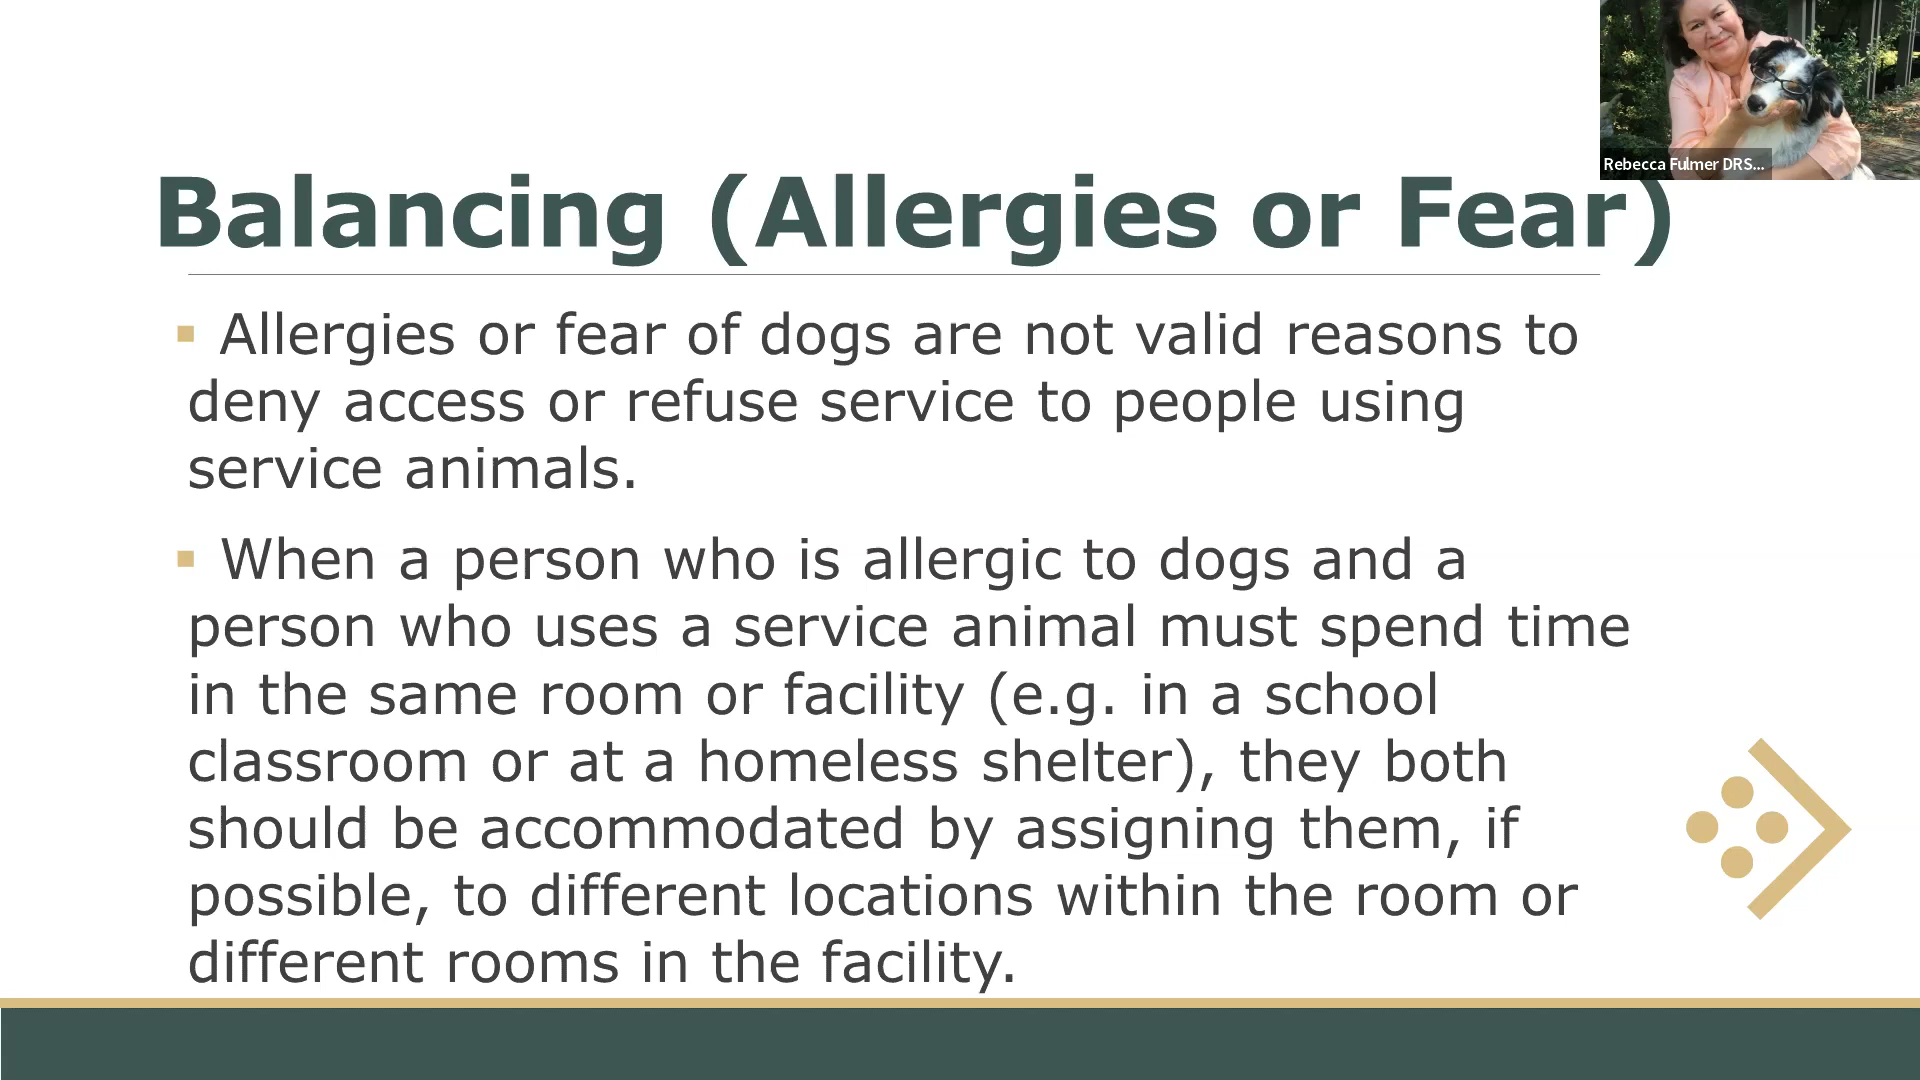 Rebecca Fulmer DRS...
Balancing (Allergies or Fear)
Allergies or fear of dogs are not valid reasons to
deny access or refuse service to people using
service animals.
When a person who is allergic to dogs and a
person who uses a service animal must spend time
in the same room or facility (e.g. in a school
classroom or at a homeless shelter), they both
should be accommodated by assigning them, if
possible, to different locations within the room or
different rooms in the facility.